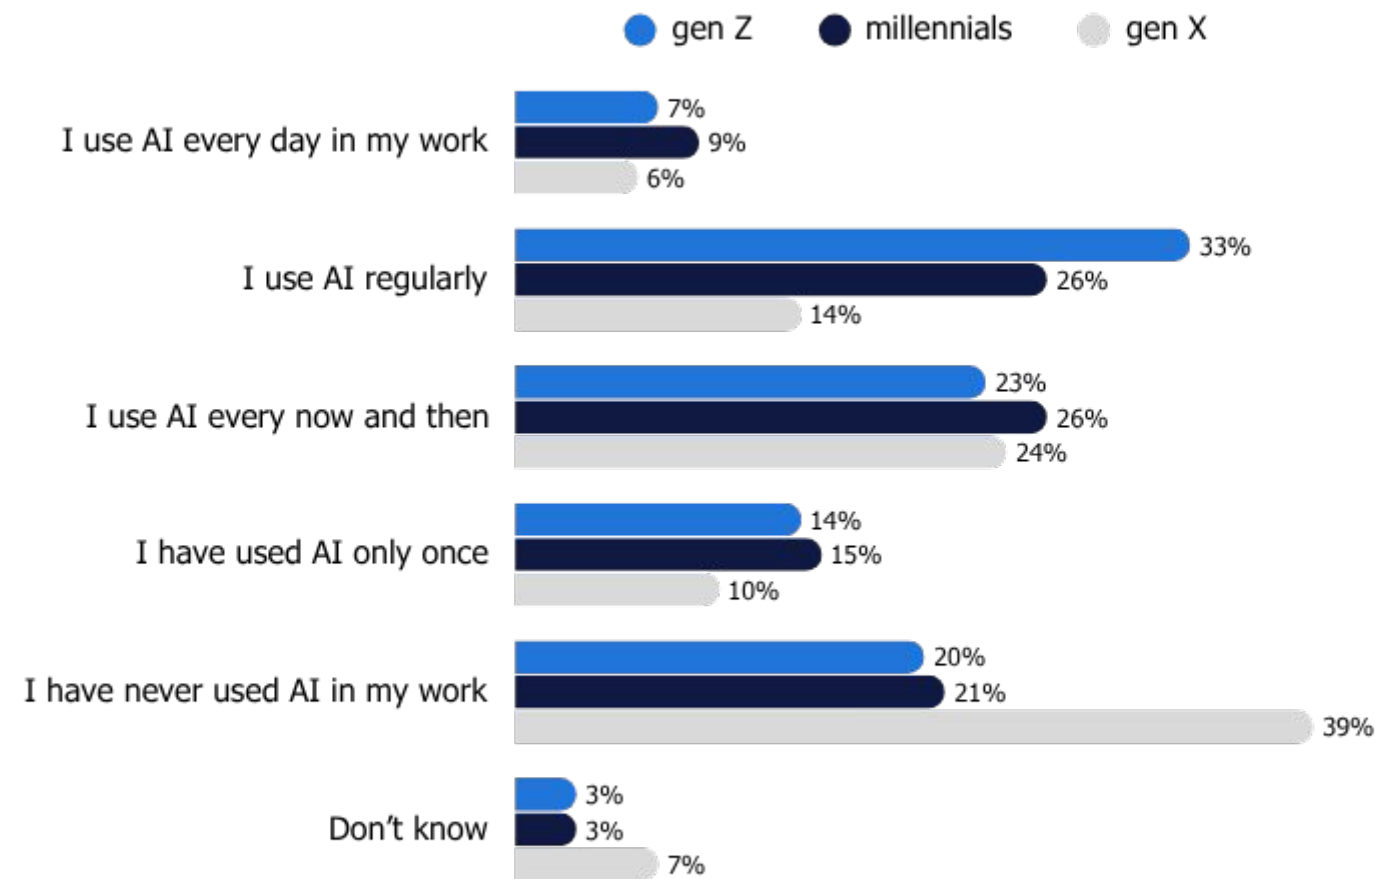 gen Z millennials gen X
I use AI every day in my work
7%
9%
6%
I use AI regularly
33%
26%
14%
I use AI every now and then
23%
26%
24%
I have used AI only once
14%
15%
10%
I have never used AI in my work
20%
21%
39%
Don’t know
3%
3%
7%